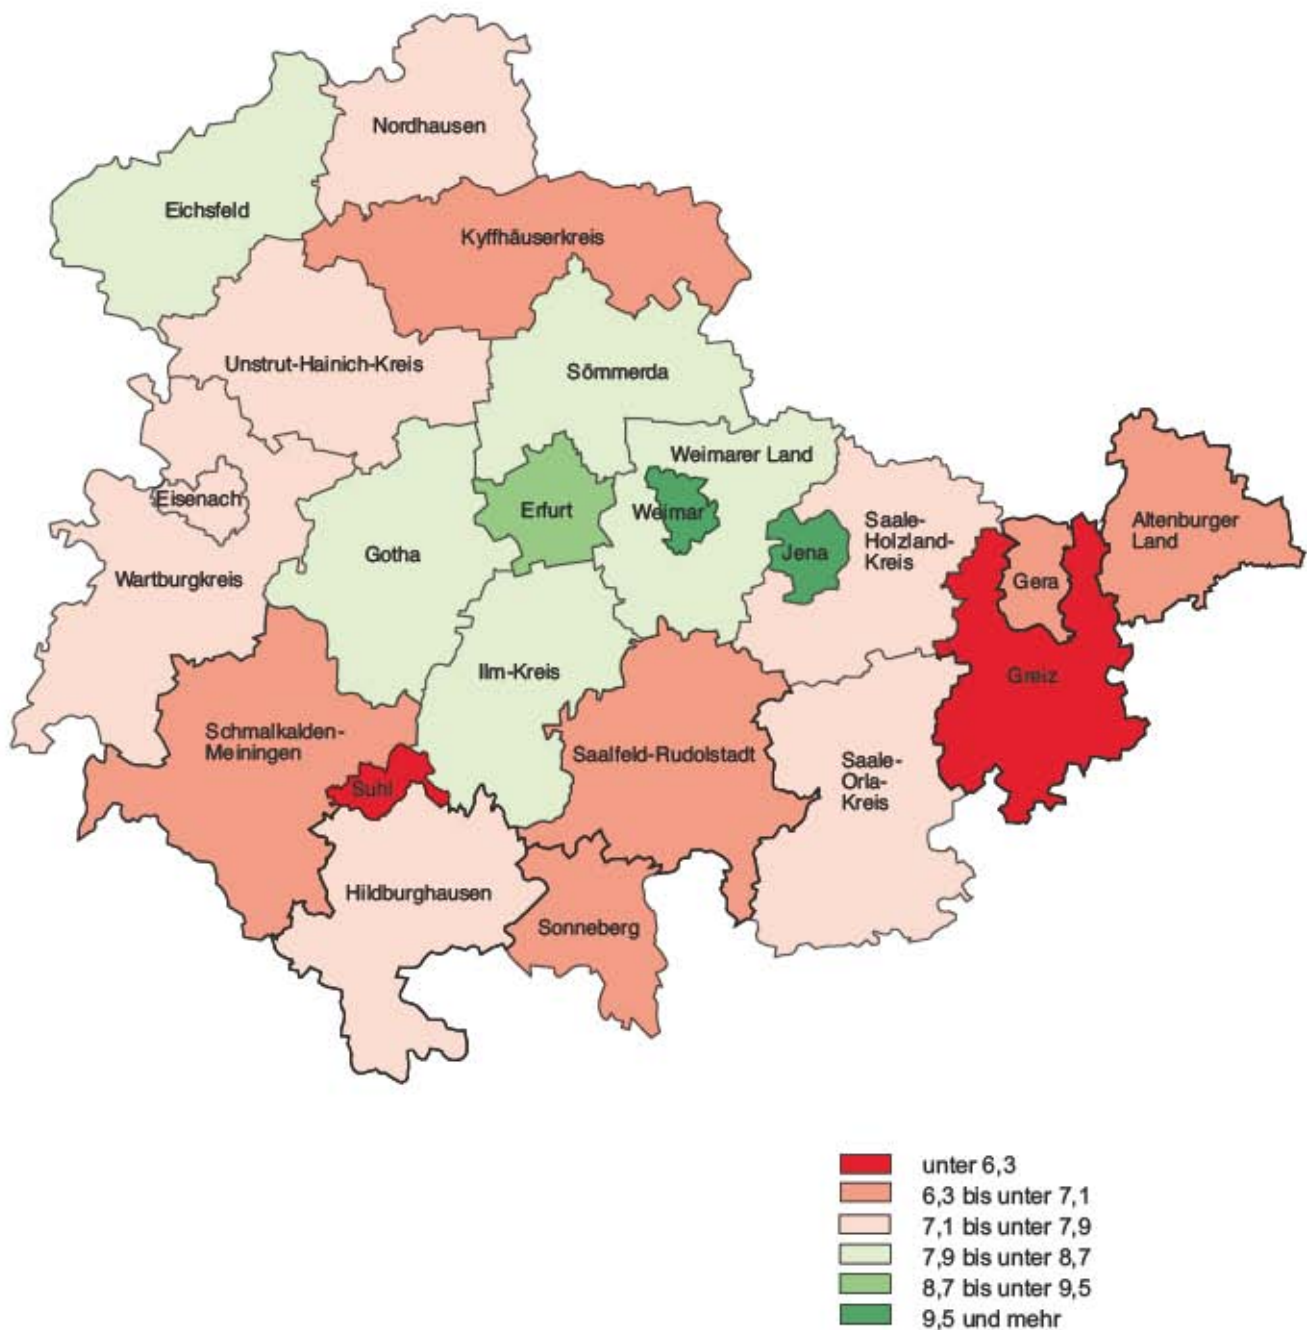 Nordhausen
Eichsfeld
Kyffhäuserkreis
Unstrut-Hainich-Kreis
Sömmerda
Weimarer Land
Eisenach
Erfurt
Weimar
Jena
Saale-
Holzland-
Kreis
Altenburger
Land
Gotha
Wartburgkreis
Gera
Ilm-Kreis
Greiz
Schmalkalden-
Meiningen
Suhl
Saalfeld-Rudolstadt
Saale-
Orla-
Kreis
Hildburghausen
Sonneberg
unter 6,3
6,3 bis unter 7,1
7,1 bis unter 7,9
7,9 bis unter 8,7
8,7 bis unter 9,5
9,5 und mehr